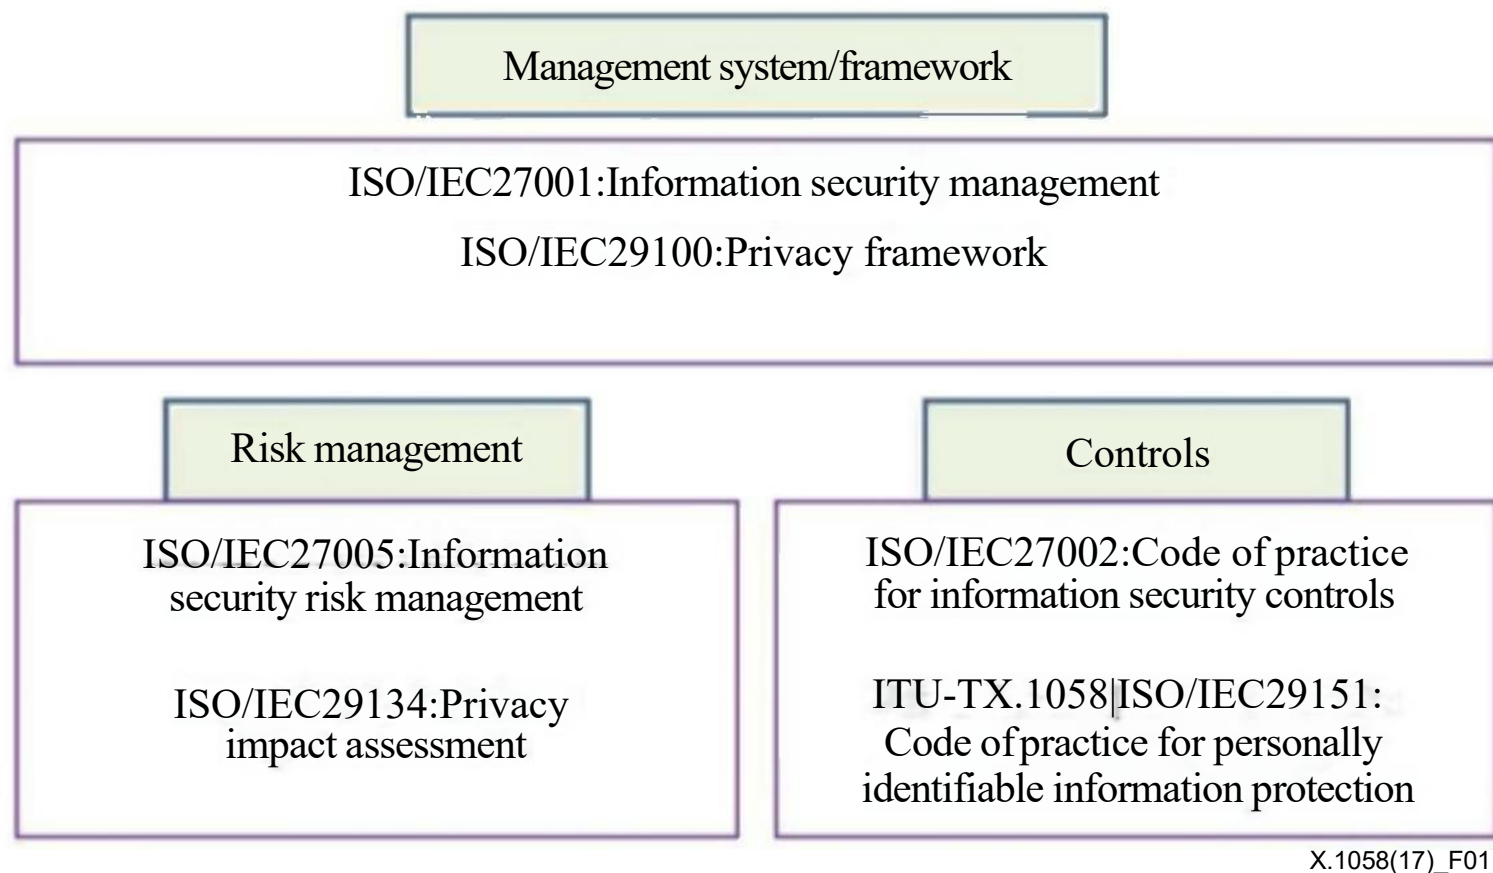 Management system/framework
ISO/IEC27001:Information security management
ISO/IEC29100:Privacy framework
Risk management
ISO/IEC27005:Information
security risk management
ISO/IEC29134:Privacy
impact assessment
Controls
ISO/IEC27002:Code of practice
for information security controls
ITU-TX.1058|ISO/IEC29151:
Code of practice for personally
identifiable information protection
X.1058(17)_F01